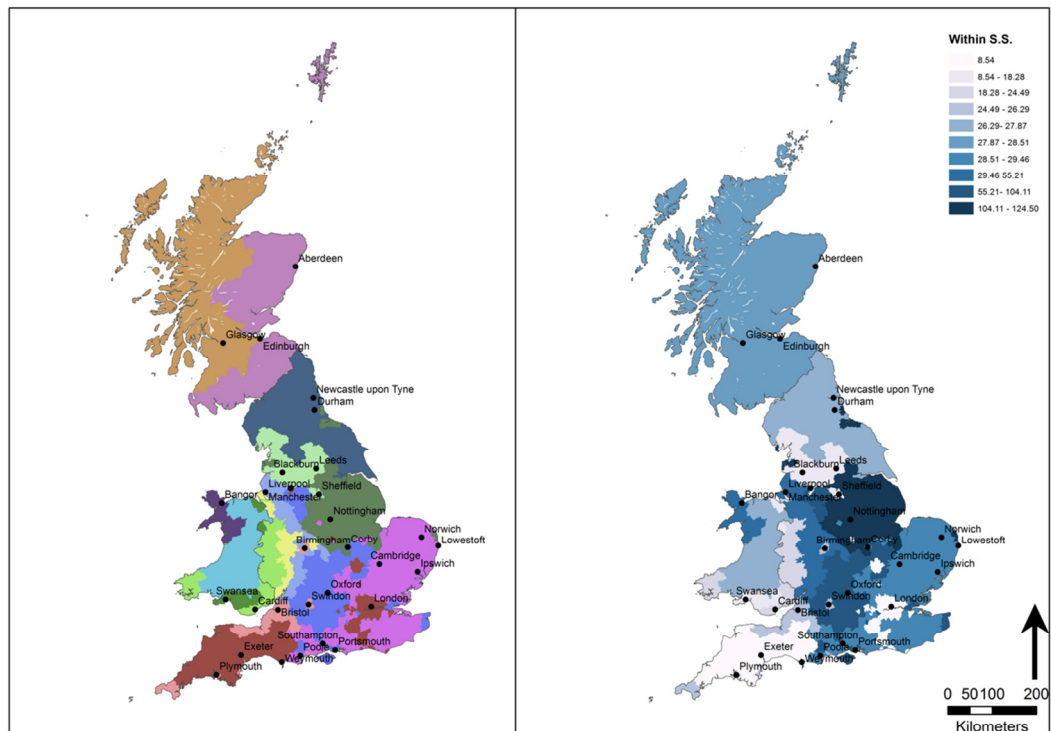 Aberdeen
Glasgow
Edinburgh
Newcastle upon Tyne
Durham
Blackburn
Leeds
Liverpool
Manchester
Sheffield
Bangor
Nottingham
Norwich
Lowestoft
Birmingham
Corby
Cambridge
Ipswich
Oxford
Swansea
Cardiff
Swindon
London
Bristol
Southampton
Portsmouth
Exeter
Poole
Weymouth
Plymouth
Within S.S.
8.54
8.54 - 18.28
18.28 - 24.49
24.49 - 26.29
26.29- 27.87
27.87 - 28.51
28.51 - 29.46
29.46 55.21
55.21- 104.11
104.11 - 124.50
Aberdeen
Glasgow
Edinburgh
Newcastle upon Tyne
Durham
Blackburn
Leeds
Liverpool
Manchester
Sheffield
Bangor
Nottingham
Norwich
Lowestoft
Birmingham
Corby
Cambridge
Ipswich
Oxford
Swansea
Cardiff
Swindon
London
Bristol
Southampton
Portsmouth
Exeter
Poole
Weymouth
Plymouth
0 50 100 200
Kilometers